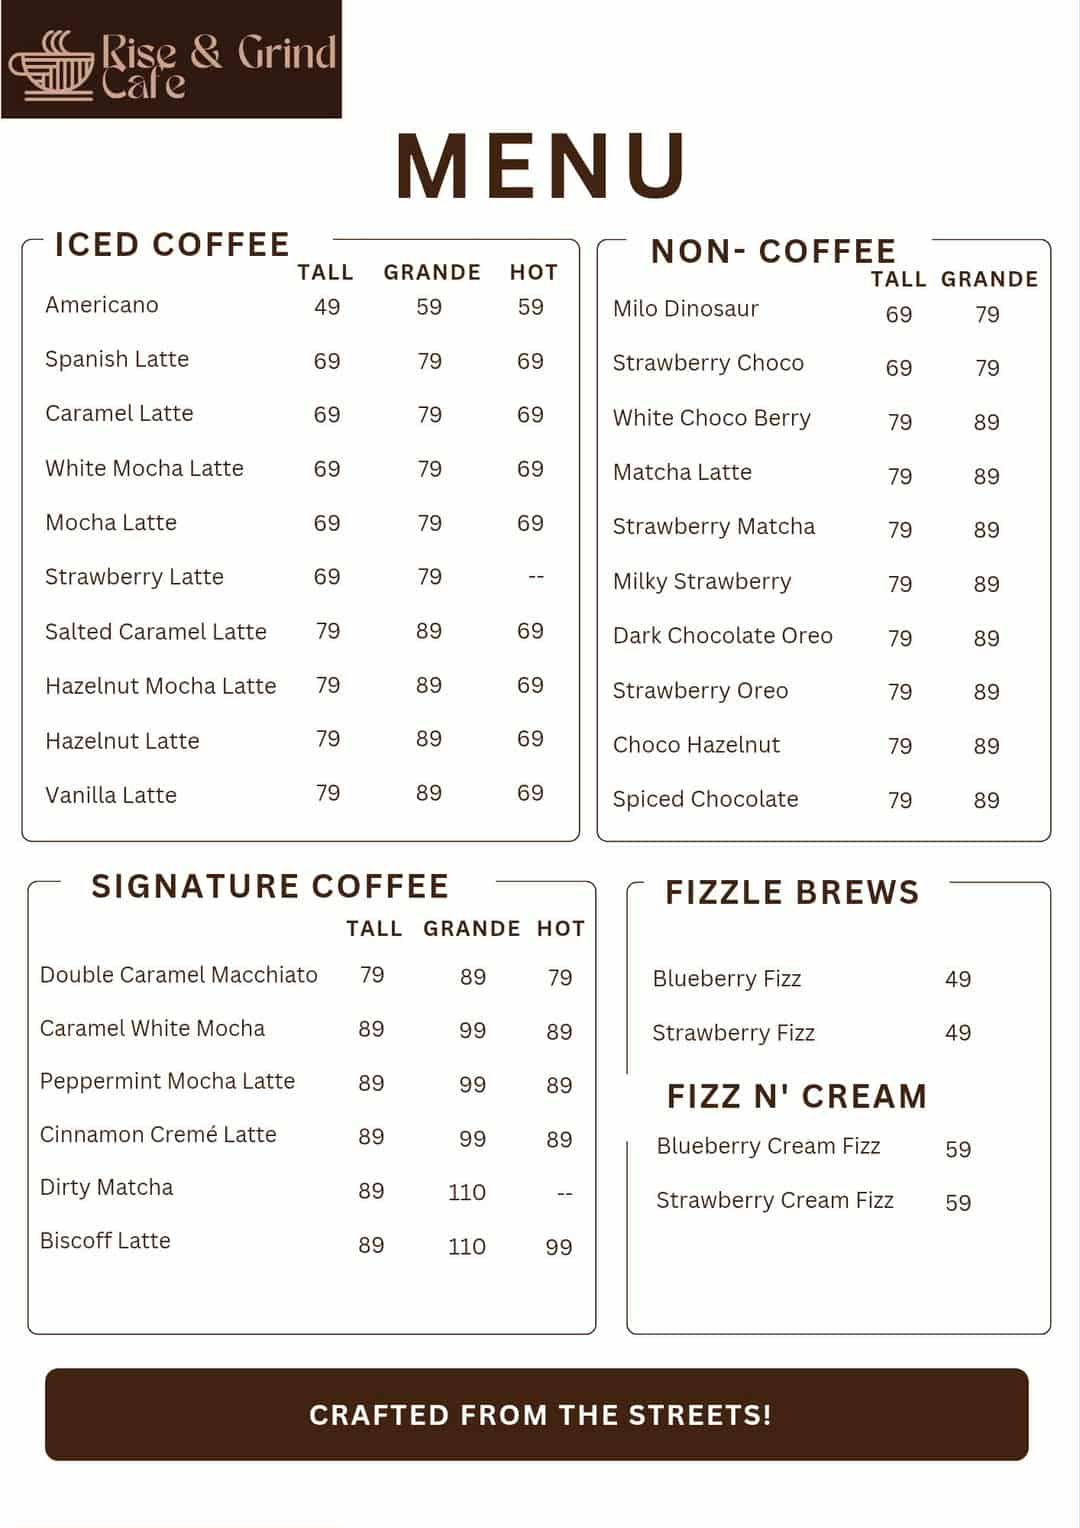 Rise & Grind
Cafe
MENU
ICED COFFEE
TALL GRANDE HOT
Americano 49 59 59
Spanish Latte 69 79 69
Caramel Latte 69 79 69
White Mocha Latte 69 79 69
Mocha Latte 69 79 69
Strawberry Latte 69 79 --
Salted Caramel Latte 79 89 69
Hazelnut Mocha Latte 79 89 69
Hazelnut Latte 79 89 69
Vanilla Latte 79 89 69
NON- COFFEE
TALL GRANDE
Milo Dinosaur 69 79
Strawberry Choco 69 79
White Choco Berry 79 89
Matcha Latte 79 89
Strawberry Matcha 79 89
Milky Strawberry 79 89
Dark Chocolate Oreo 79 89
Strawberry Oreo 79 89
Choco Hazelnut 79 89
Spiced Chocolate 79 89
SIGNATURE COFFEE
TALL GRANDE HOT
Double Caramel Macchiato 79 89 79
Caramel White Mocha 89 99 89
Peppermint Mocha Latte 89 99 89
Cinnamon Cremé Latte 89 99 89
Dirty Matcha 89 110 --
Biscoff Latte 89 110 99
FIZZLE BREWS
Blueberry Fizz 49
Strawberry Fizz 49
FIZZ N' CREAM
Blueberry Cream Fizz 59
Strawberry Cream Fizz 59
CRAFTED FROM THE STREETS!